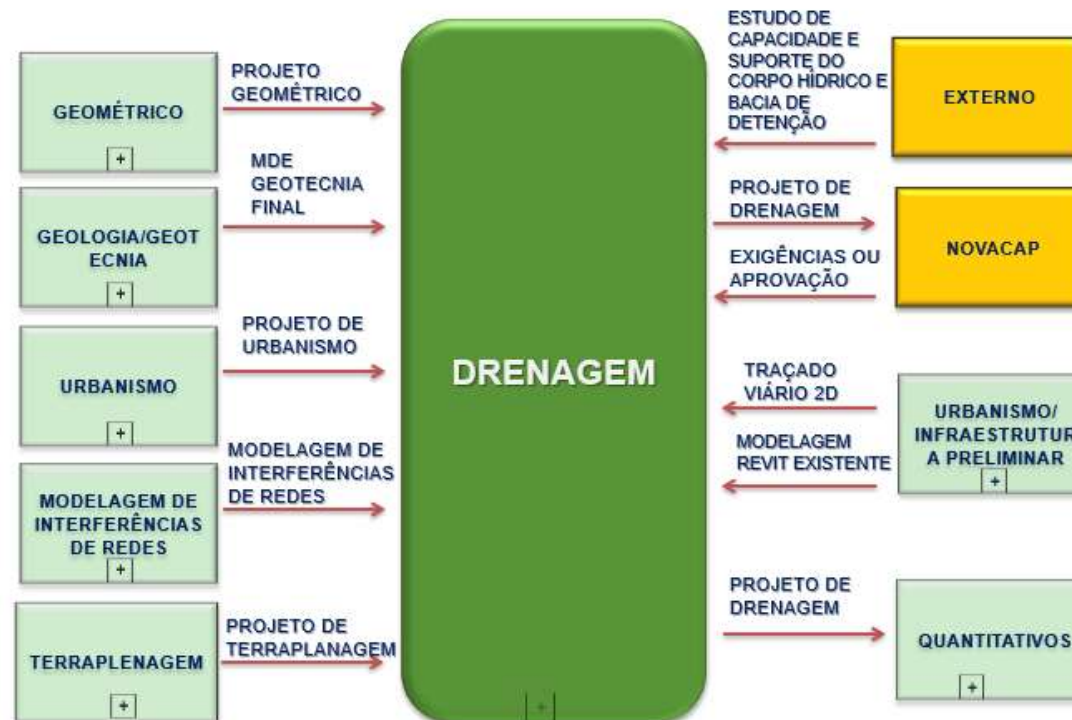 GEOMÉTRICO
+
PROJETO
GEOMÊTRICO
GEOLOGIA/GEOT
ECNIA
+
MDE
GEOTECNIA
FINAL
URBANISMO
+
PROJETO DE
URBANISMO
MODELAGEM DE
INTERFERÊNCIAS
DE REDES
+
MODELAGEM DE
INTERFERÊNCIAS
DE REDES
TERRAPLENAGEM
+
PROJETO DE
TERRAPLANAGEM
DRENAGEM
+
ESTUDO DE
CAPACIDADE E
SUPORTE DO
CORPO HÍDRICO E
BACIA DE
DETENÇÃO
EXTERNO
PROJETO DE
DRENAGEM
EXIGÊNCIAS OU
APROVAÇÃO
NOVACAP
TRAÇADO
VIÁRIO 2D
MODELAGEM
REVIT EXISTENTE
URBANISMO/
INFRAESTRUTUR
A PRELIMINAR
+
PROJETO DE
DRENAGEM
QUANTITATIVOS
+